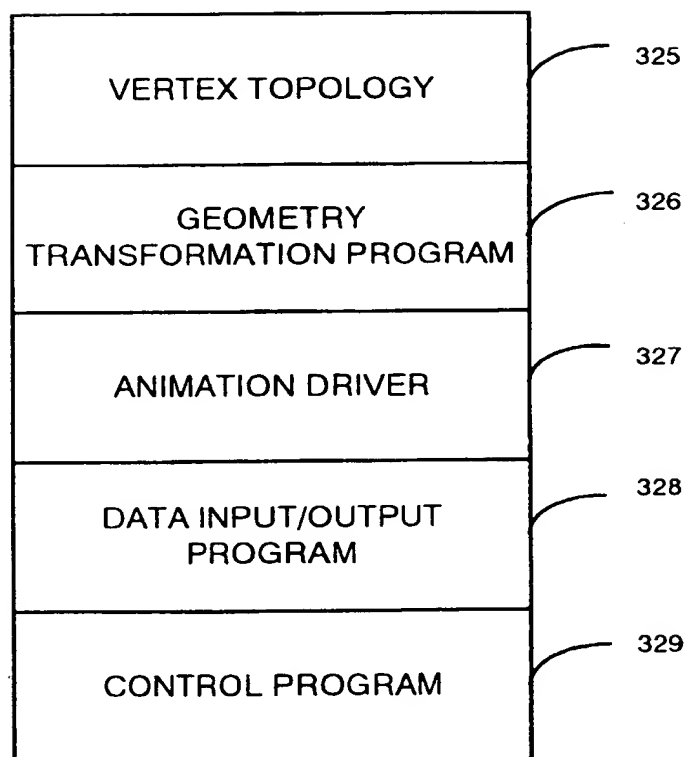 VERTEX TOPOLOGY
325
GEOMETRY
TRANSFORMATION PROGRAM
326
ANIMATION DRIVER
327
DATA INPUT/OUTPUT
PROGRAM
328
CONTROL PROGRAM
329